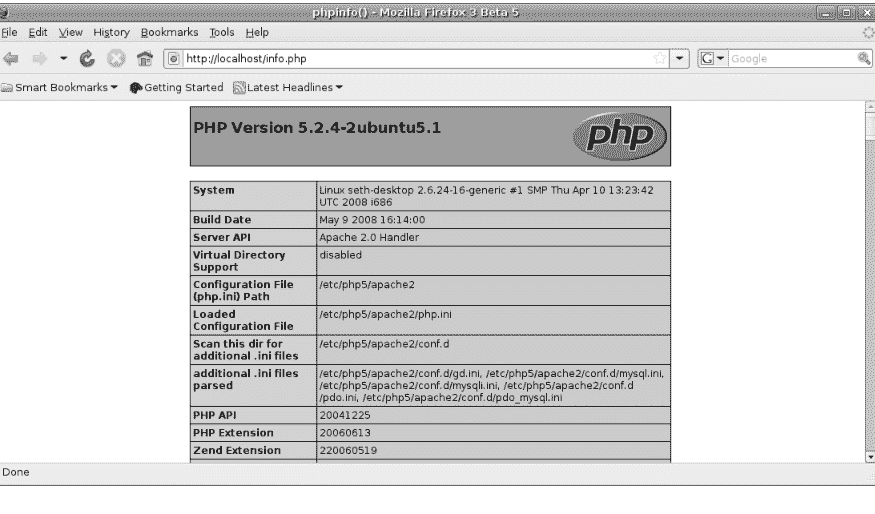 phpinfo() - Mozilla Firefox 3 Beta 5
File Edit View History Bookmarks Tools Help
http://localhost/info.php
G Google
Smart Bookmarks Getting Started Latest Headlines
PHP Version 5.2.4-2ubuntu5.1
php
System Linux seth-desktop 2.6.24-16-generic #1 SMP Thu Apr 10 13:23:42
UTC 2008 i686
Build Date May 9 2008 16:14:00
Server API Apache 2.0 Handler
Virtual Directory disabled
Support
Configuration File /etc/php5/apache2
(php.ini) Path
Loaded /etc/php5/apache2/php.ini
Configuration File
Scan this dir for /etc/php5/apache2/conf.d
additional .ini files
additional .ini files /etc/php5/apache2/conf.d/gd.ini, /etc/php5/apache2/conf.d/mysql.ini,
parsed /etc/php5/apache2/conf.d/mysqli.ini, /etc/php5/apache2/conf.d
/pdo.ini, /etc/php5/apache2/conf.d/pdo_mysql.ini
PHP API 20041225
PHP Extension 20060613
Zend Extension 220060519
Done